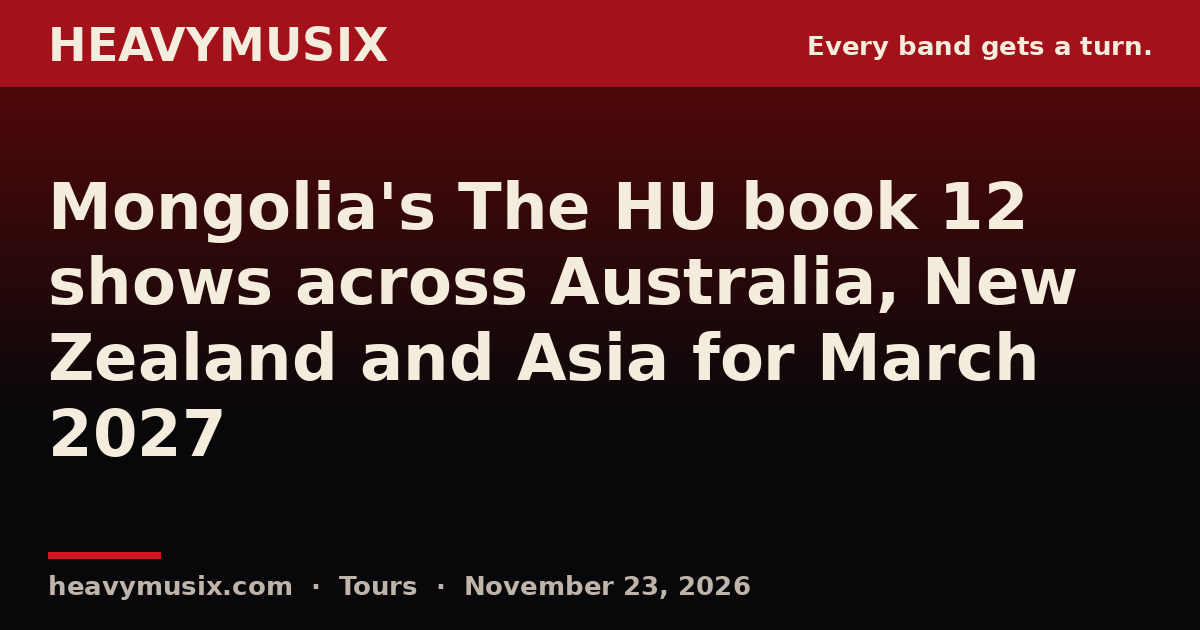 HEAVYMUSIX
Every band gets a turn.
Mongolia's The HU book 12
shows across Australia, New
Zealand and Asia for March
2027
heavymusix.com · Tours · November 23, 2026